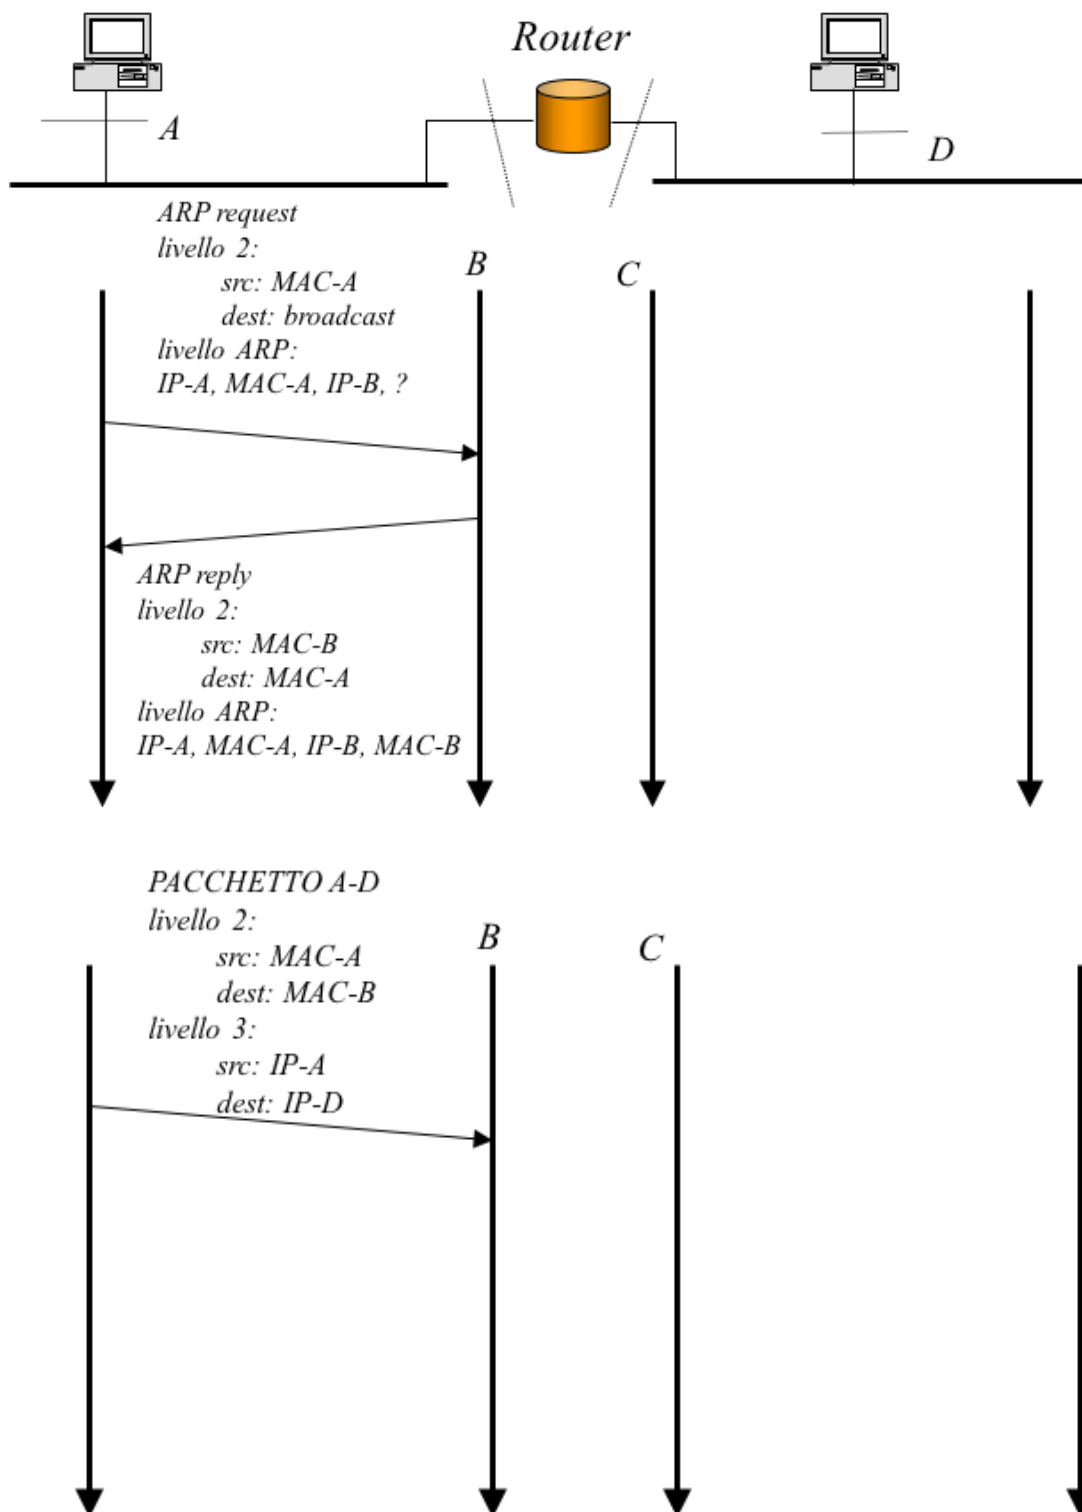 Router
A
D
ARP request
livello 2:
src: MAC-A
dest: broadcast
livello ARP:
IP-A, MAC-A, IP-B, ?
B
C
ARP reply
livello 2:
src: MAC-B
dest: MAC-A
livello ARP:
IP-A, MAC-A, IP-B, MAC-B
PACCHETTO A-D
livello 2:
src: MAC-A
dest: MAC-B
livello 3:
src: IP-A
dest: IP-D
B
C